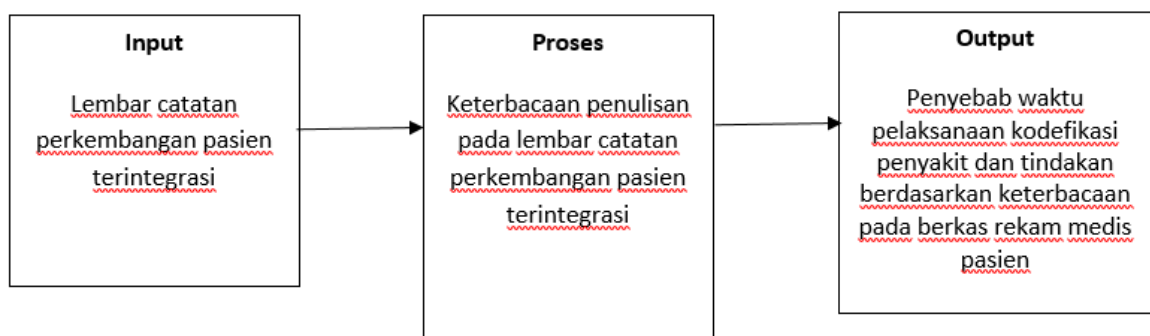 Input
Lembar catatan
perkembangan pasien
terintegrasi
Proses
Keterbacaan penulisan
pada lembar catatan
perkembangan pasien
terintegrasi
Output
Penyebab waktu
pelaksanaan kodefikasi
penyakit dan tindakan
berdasarkan keterbacaan
pada berkas rekam medis
pasien